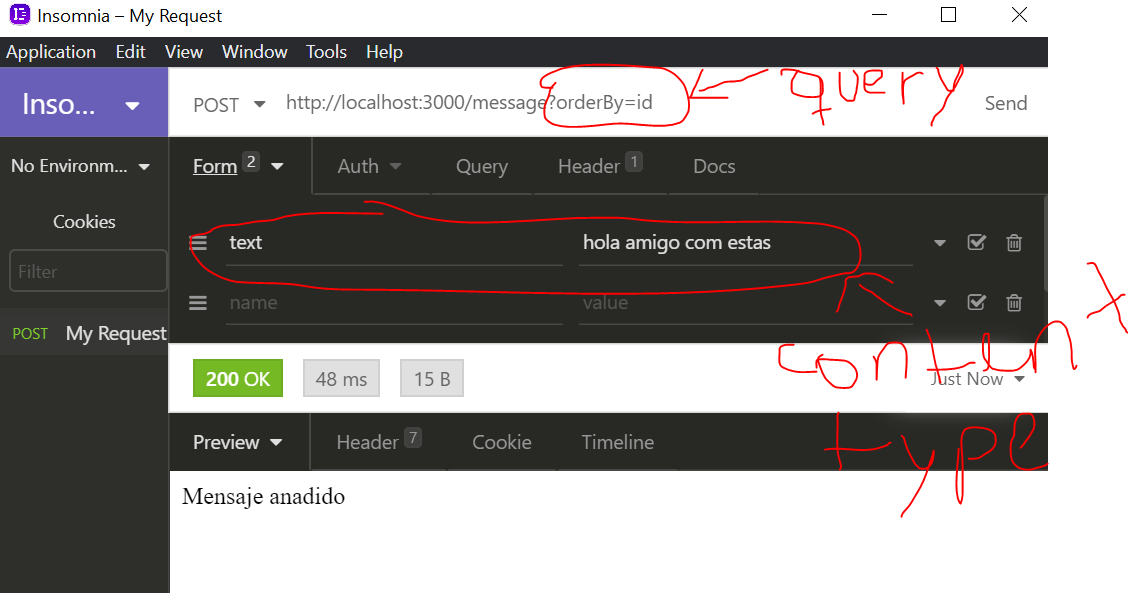 Insomnia – My Request
Application Edit View Window Tools Help
Inso... POST http://localhost:3000/message?orderBy=id query Send
No Environm... Form 2 Auth Query Header 1 Docs
Cookies
text hola amigo com estas
Filter
name value
POST My Request
content
200 OK 48 ms 15 B Just Now
type
Preview Header 7 Cookie Timeline
Mensaje anadido